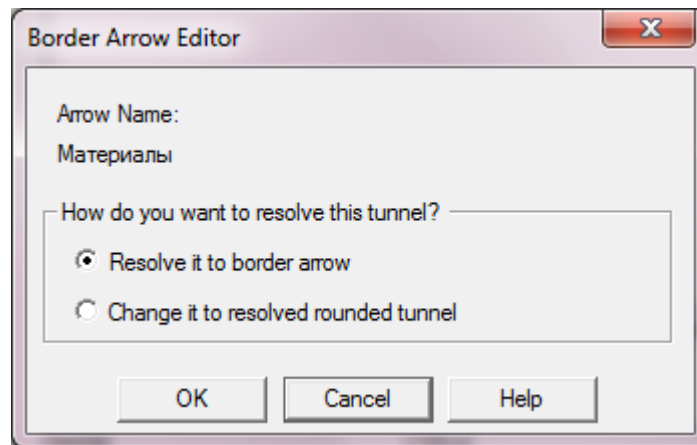 Border Arrow Editor
Arrow Name:
Материалы
How do you want to resolve this tunnel?
Resolve it to border arrow
Change it to resolved rounded tunnel
OK Cancel Help